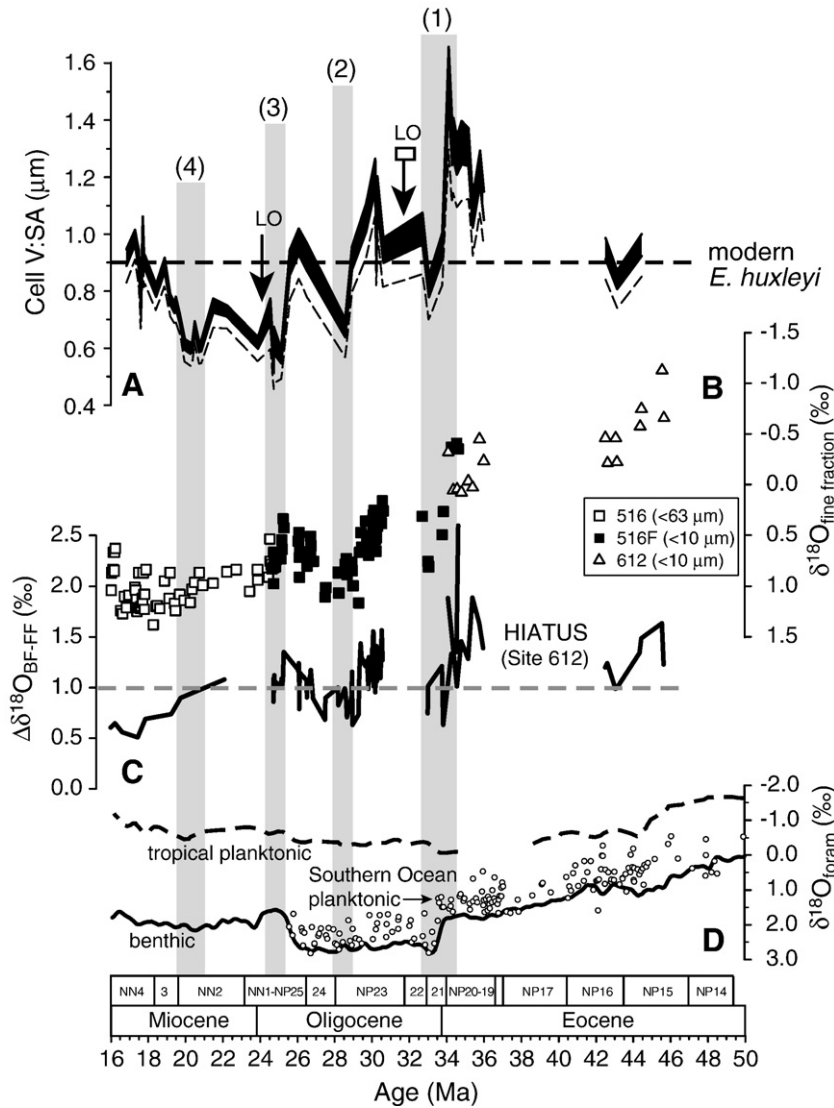 (1)
(2)
(3)
(4)
1.6
1.4
1.2
1.0
0.8
0.6
0.4
Cell V:SA (µm)
LO
LO
modern
E. huxleyi
A
B
-1.5
-1.0
-0.5
0.0
0.5
1.0
1.5
δ18Ofine fraction (‰)
516 (<63 µm)
516F (<10 µm)
612 (<10 µm)
2.5
2.0
1.5
1.0
0.5
0.0
Δδ18OBF-FF (‰)
HIATUS
(Site 612)
C
-2.0
-1.0
0.0
1.0
2.0
3.0
δ18Oforam (‰)
tropical planktonic
Southern Ocean
planktonic
benthic
D
NN4 3 NN2 NN1-NP25 24 NP23 22 21 NP20-19 NP17 NP16 NP15 NP14
Miocene Oligocene Eocene
16 18 20 22 24 26 28 30 32 34 36 38 40 42 44 46 48 50
Age (Ma)